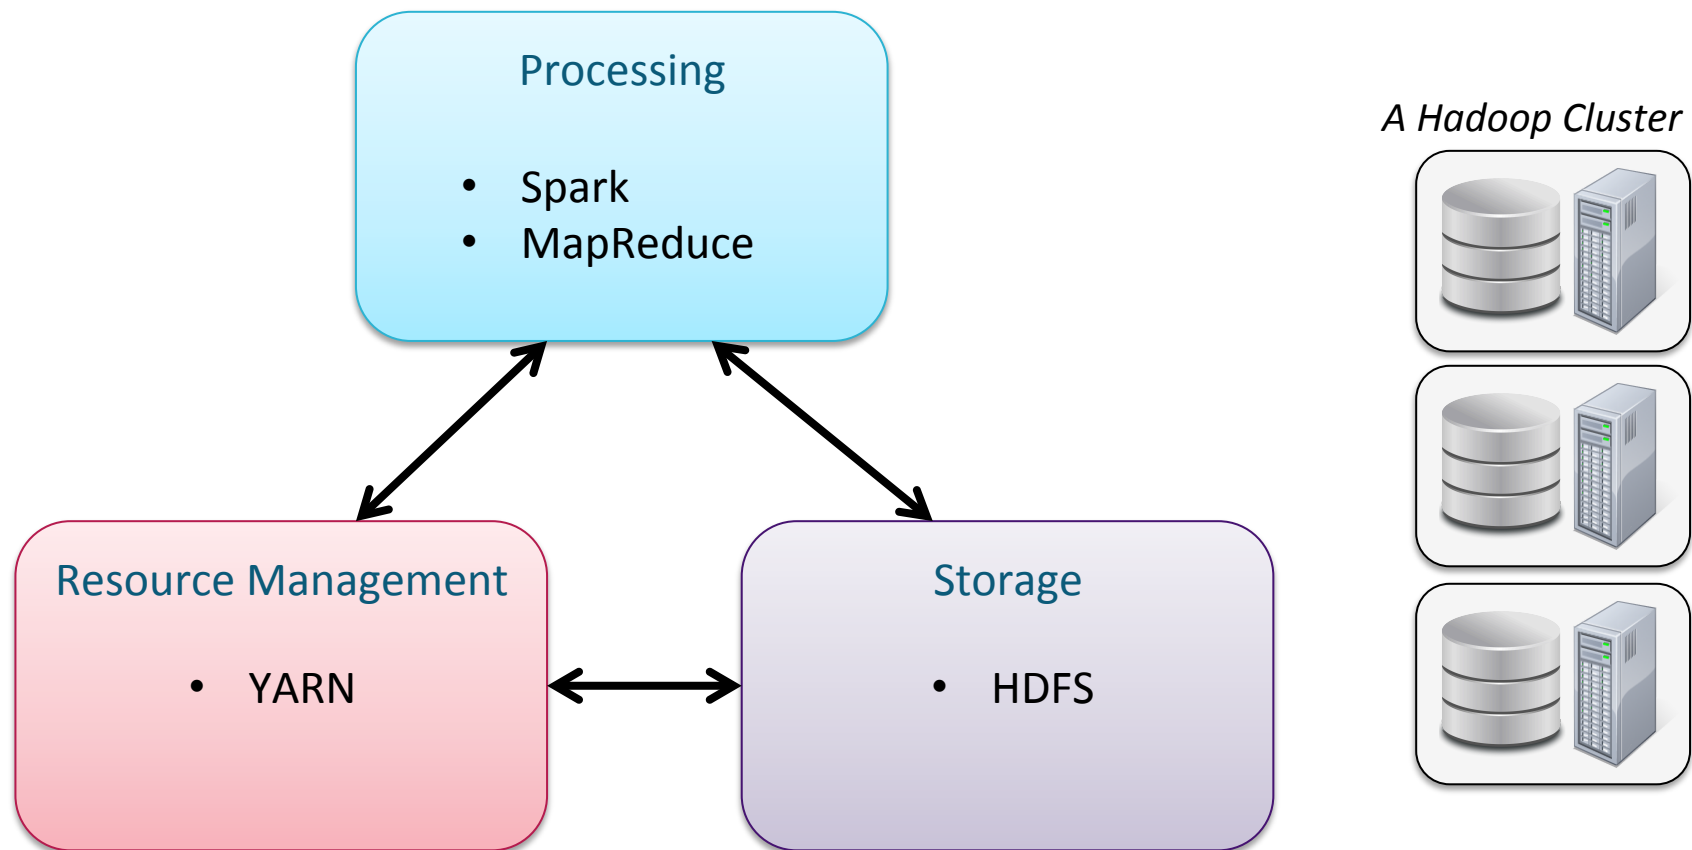 Processing
• Spark
• MapReduce
A Hadoop Cluster
Resource Management
• YARN
Storage
• HDFS